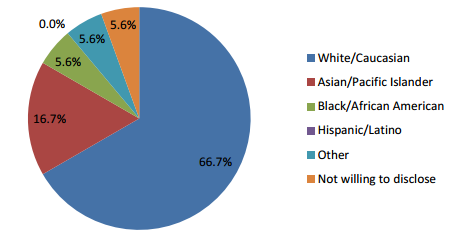 0.0%
5.6%
5.6%
5.6%
16.7%
66.7%
White/Caucasian
Asian/Pacific Islander
Black/African American
Hispanic/Latino
Other
Not willing to disclose